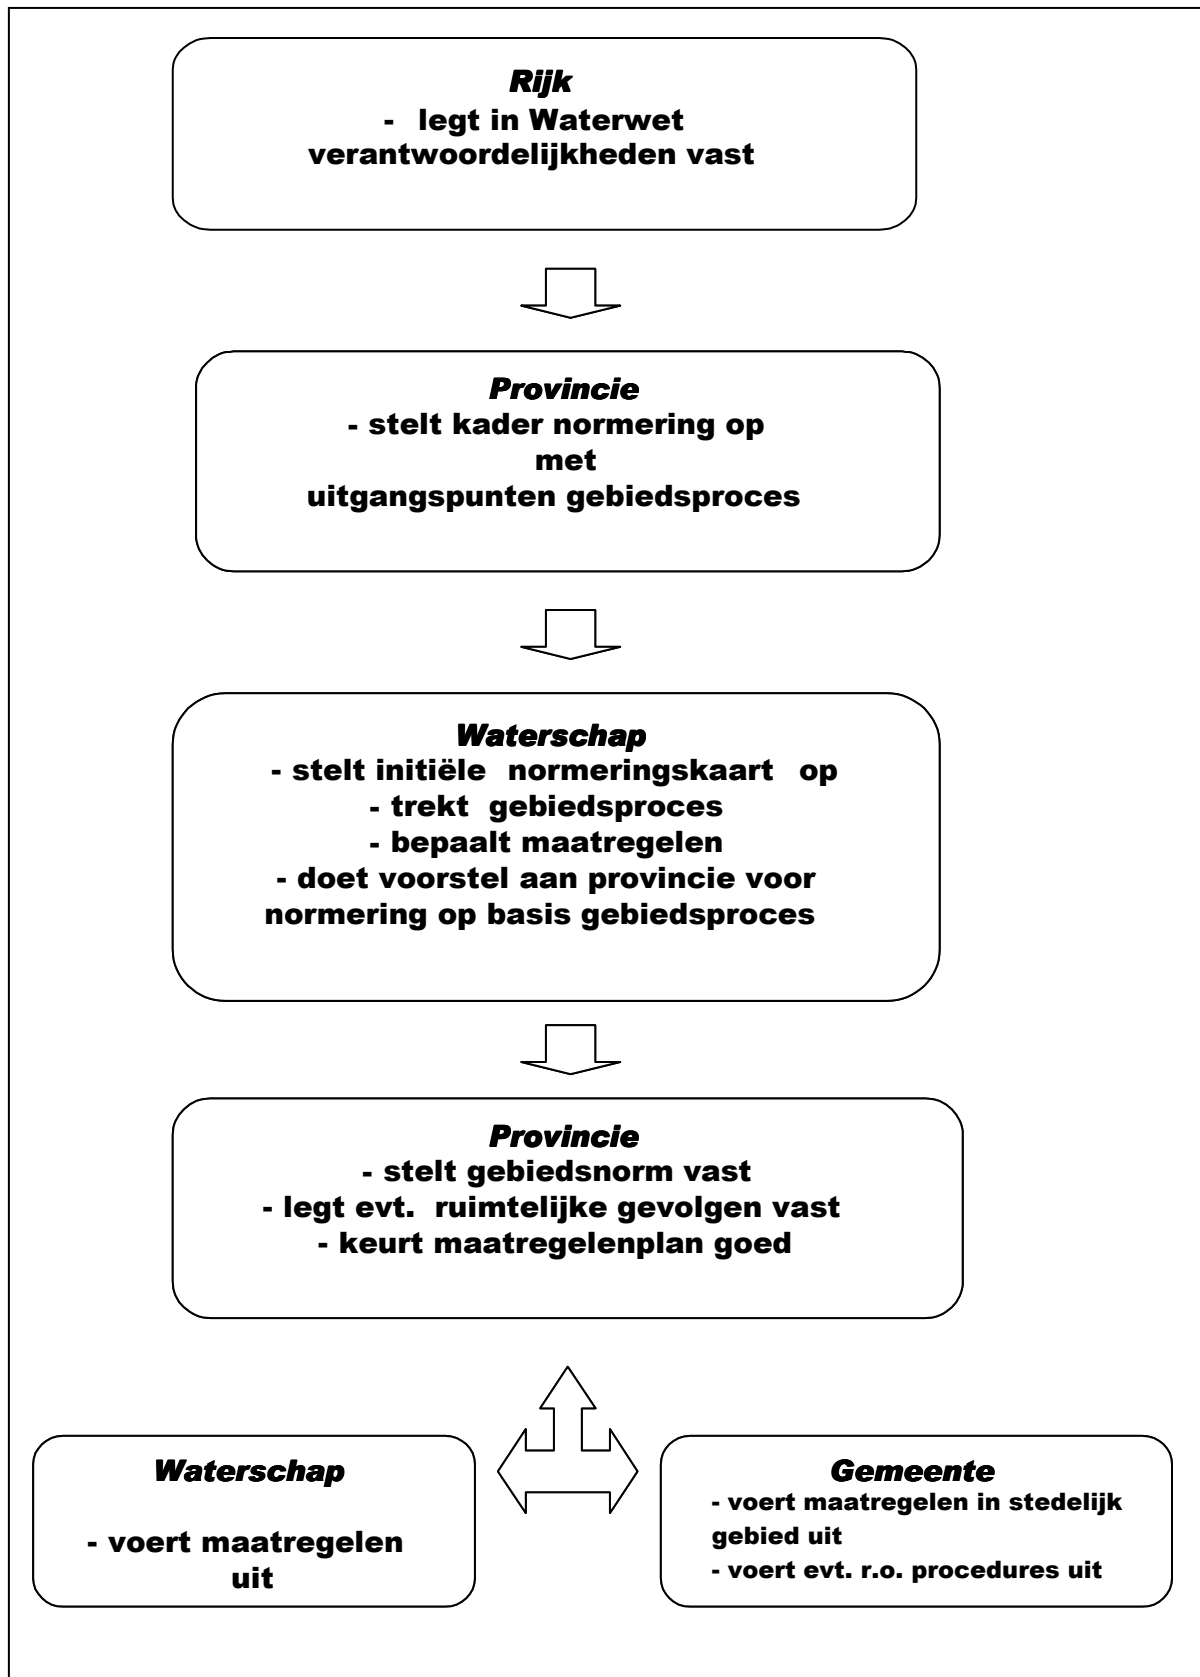 Rijk
- legt in Waterwet
verantwoordelijkheden vast
Provincie
- stelt kader normering op
met
uitgangspunten gebiedsproces
Waterschap
- stelt initiële normeringskaart op
- trekt gebiedsproces
- bepaalt maatregelen
- doet voorstel aan provincie voor
normering op basis gebiedsproces
Provincie
- stelt gebiedsnorm vast
- legt evt. ruimtelijke gevolgen vast
- keurt maatregelenplan goed
Waterschap
- voert maatregelen
uit
Gemeente
- voert maatregelen in stedelijk
gebied uit
- voert evt. r.o. procedures uit